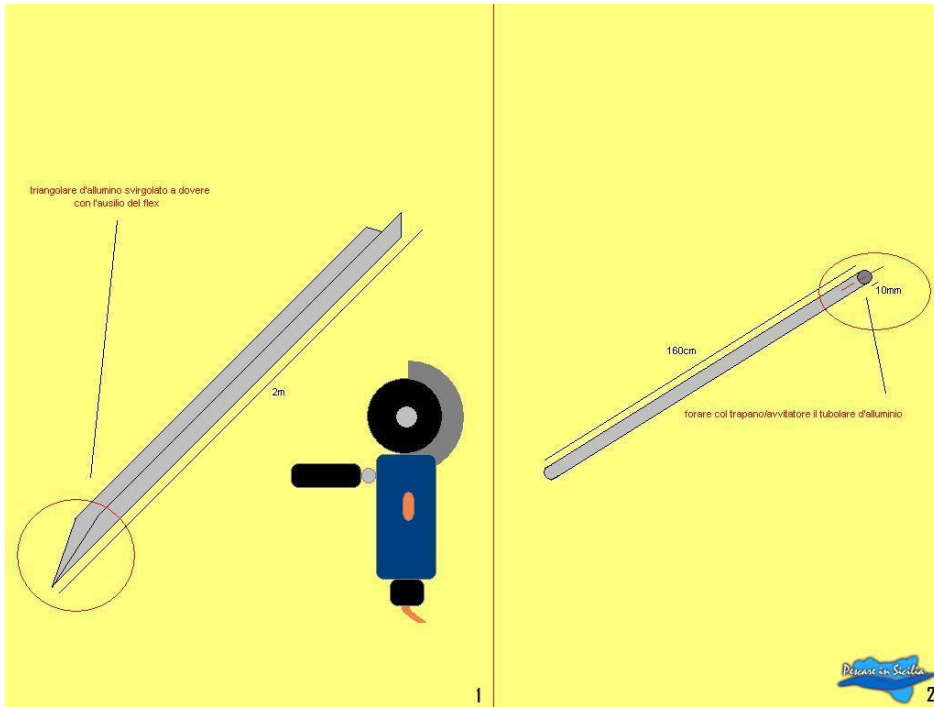 triangolare d'allumino svirgolato a dovere
con l'ausilio del flex
2m
1
10mm
160cm
forare col trapano/avvitatore il tubolare d'alluminio
Pescare in Sicilia
2